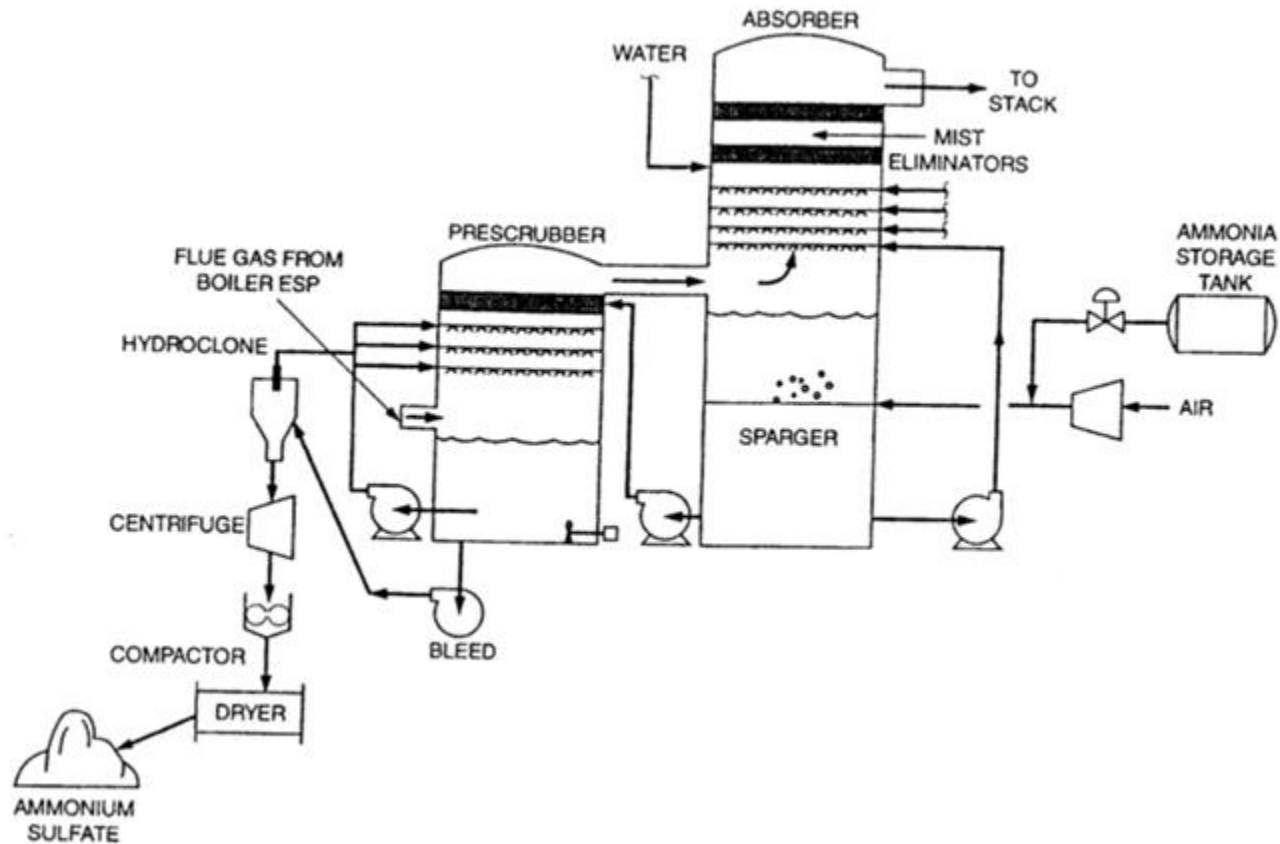 ABSORBER
WATER
TO
STACK
MIST
ELIMINATORS
PRESCRUBBER
FLUE GAS FROM
BOILER ESP
AMMONIA
STORAGE
TANK
HYDROCLONE
AIR
SPARGER
CENTRIFUGE
BLEED
COMPACTOR
DRYER
AMMONIUM
SULFATE